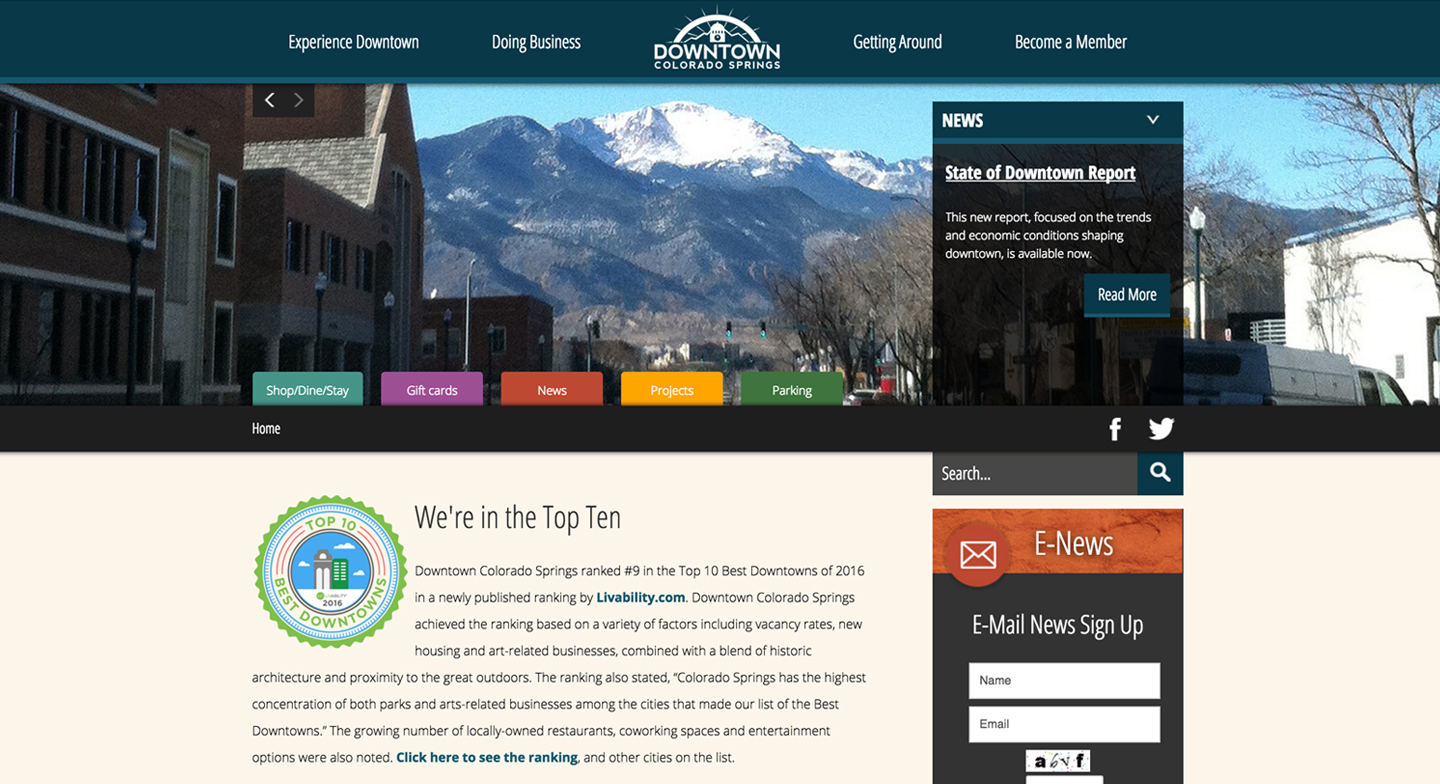 Experience Downtown
Doing Business
DOWNTOWN
COLORADO SPRINGS
Getting Around
Become a Member
NEWS
State of Downtown Report
This new report, focused on the trends
and economic conditions shaping
downtown, is available now.
Read More
Shop/Dine/Stay
Gift cards
News
Projects
Parking
Home
Search...
TOP 10
LIVABILITY
2016
BEST DOWNTOWNS
We're in the Top Ten
Downtown Colorado Springs ranked #9 in the Top 10 Best Downtowns of 2016
in a newly published ranking by Livability.com. Downtown Colorado Springs
achieved the ranking based on a variety of factors including vacancy rates, new
housing and art-related businesses, combined with a blend of historic
architecture and proximity to the great outdoors. The ranking also stated, “Colorado Springs has the highest
concentration of both parks and arts-related businesses among the cities that made our list of the Best
Downtowns.” The growing number of locally-owned restaurants, coworking spaces and entertainment
options were also noted. Click here to see the ranking, and other cities on the list.
E-News
E-Mail News Sign Up
Name
Email